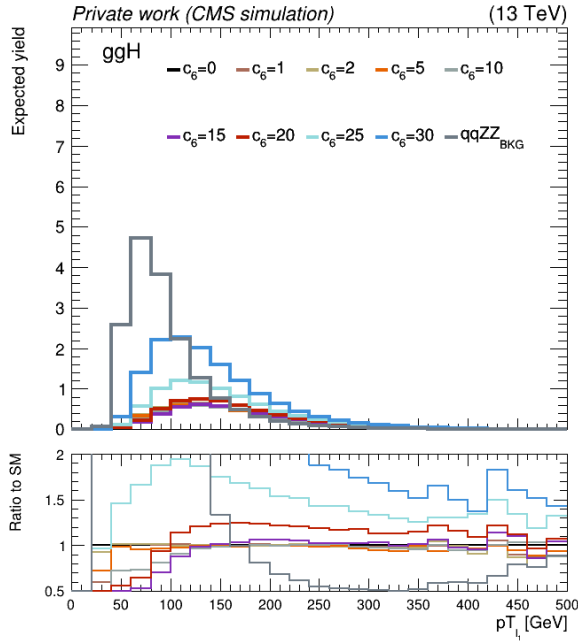 Private work (CMS simulation) (13 TeV)
Expected yield
ggH
c₆=0 c₆=1 c₆=2 c₆=5 c₆=10
c₆=15 c₆=20 c₆=25 c₆=30 qqZZ_BKG
9
8
7
6
5
4
3
2
1
0
Ratio to SM
2
1.5
1
0.5
0 50 100 150 200 250 300 350 400 450 500
pT_l₁ [GeV]